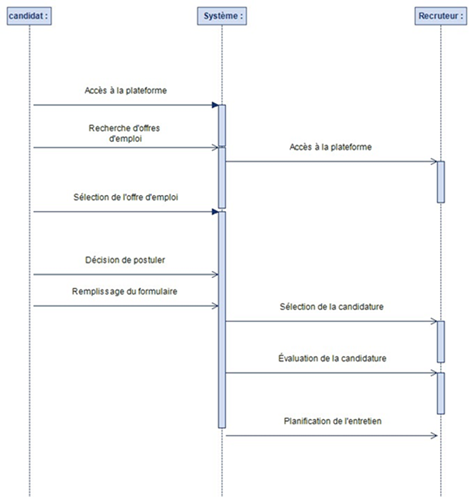 candidat :
Système :
Recruteur :
Accès à la plateforme
Recherche d'offres
d'emploi
Accès à la plateforme
Sélection de l'offre d'emploi
Décision de postuler
Remplissage du formulaire
Sélection de la candidature
Évaluation de la candidature
Planification de l'entretien